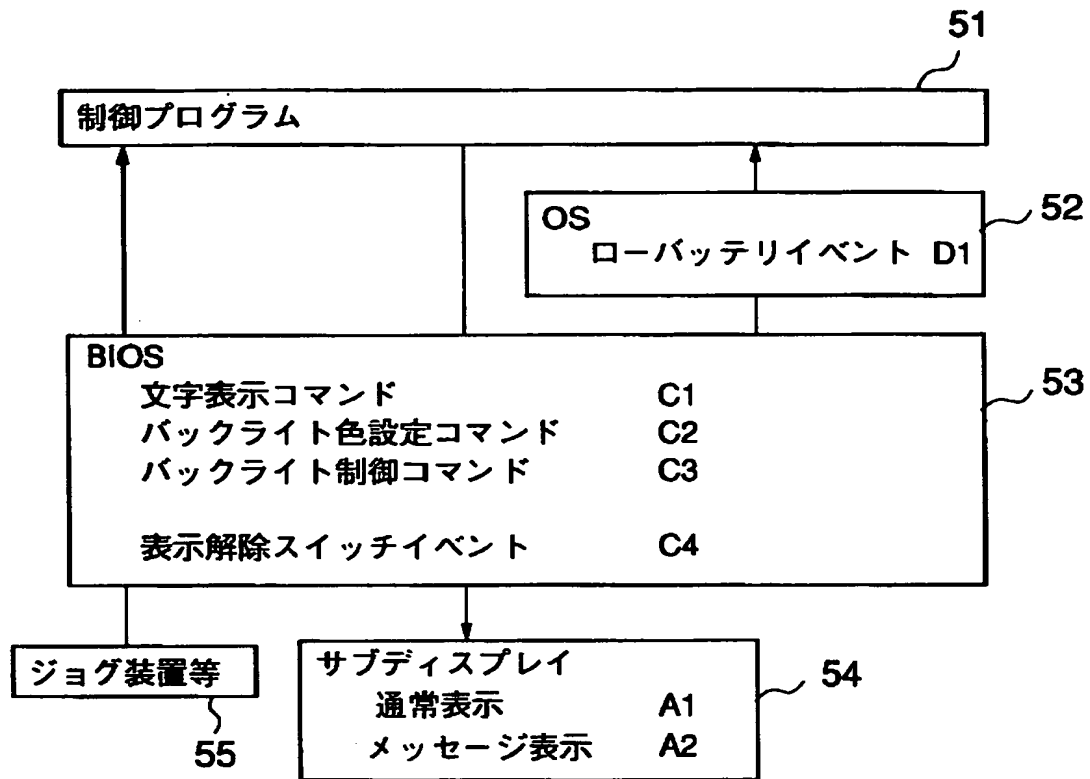 51
制御プログラム
52
OS
ローバッテリイベント D1
BIOS
53
文字表示コマンド C1
バックライト色設定コマンド C2
バックライト制御コマンド C3
表示解除スイッチイベント C4
ジョグ装置等
55
サブディスプレイ
54
通常表示 A1
メッセージ表示 A2